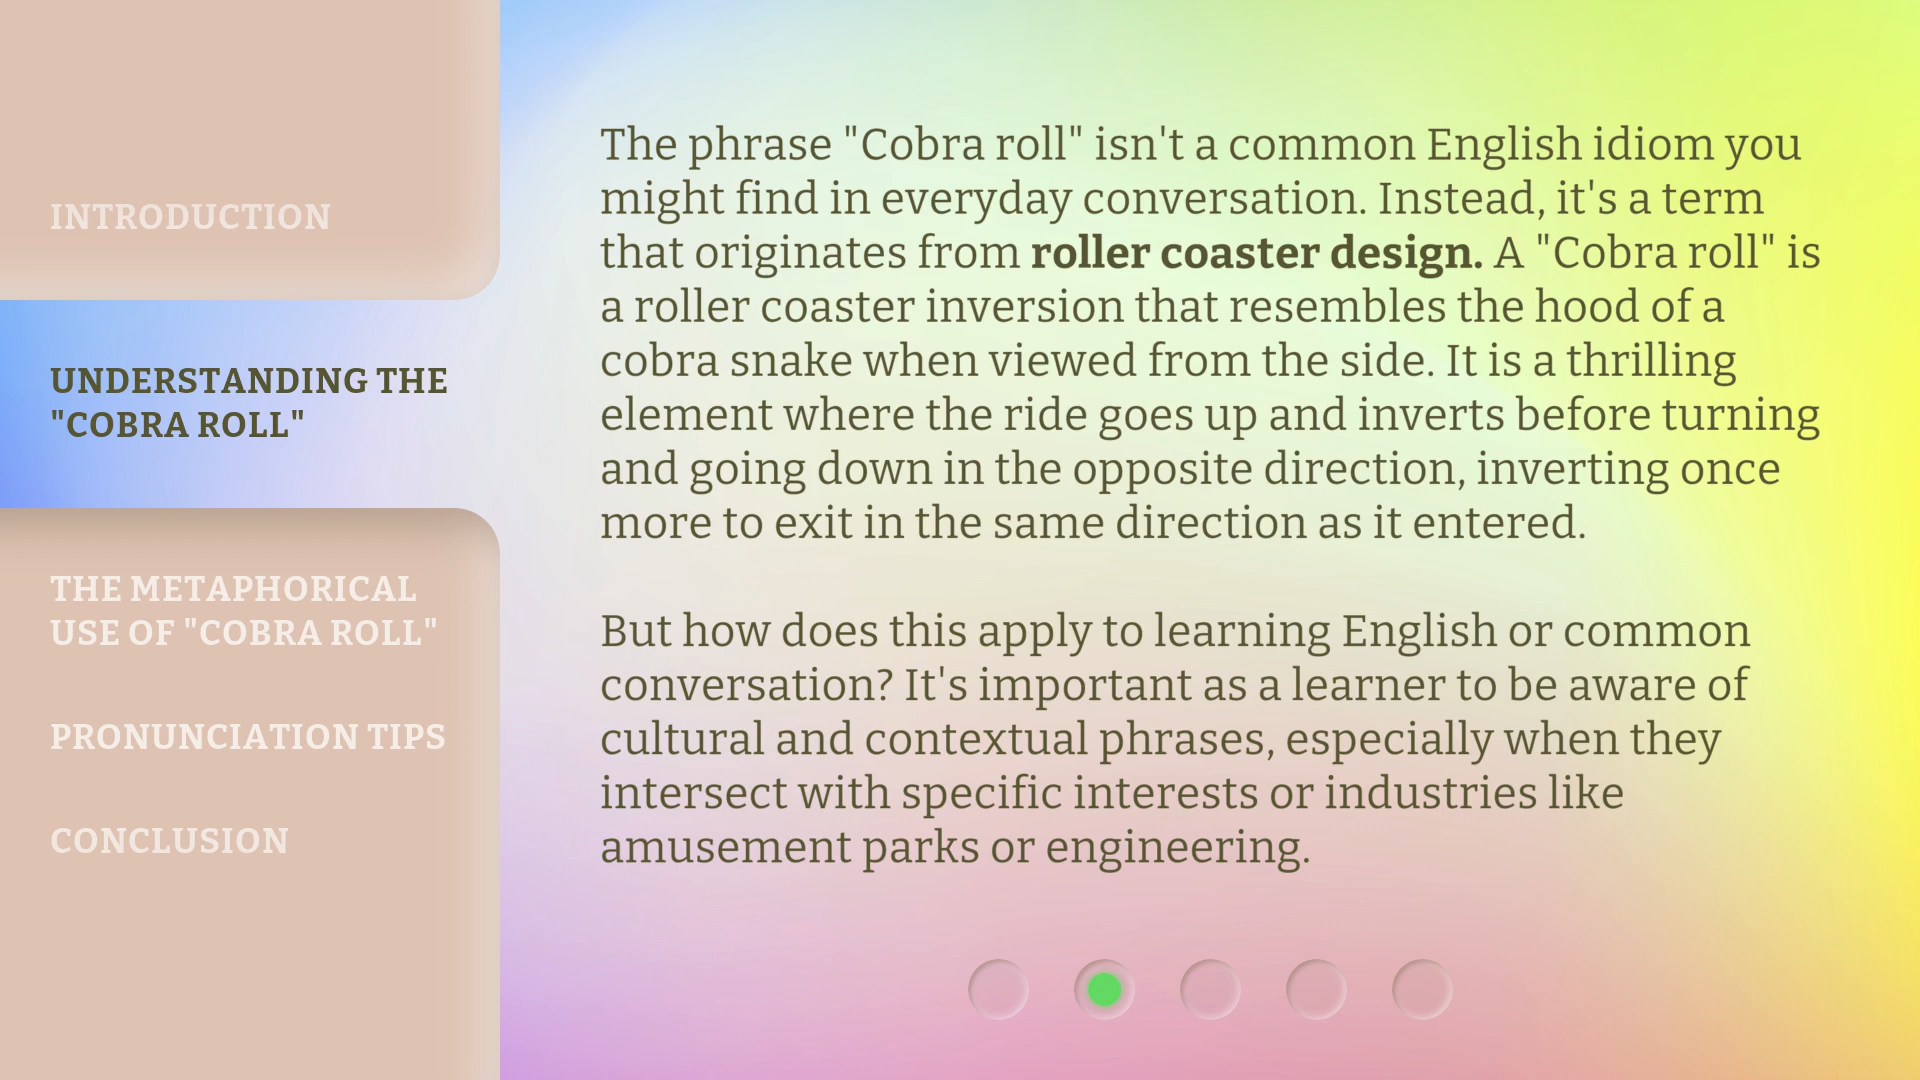 INTRODUCTION
UNDERSTANDING THE
"COBRA ROLL"
THE METAPHORICAL
USE OF "COBRA ROLL"
PRONUNCIATION TIPS
CONCLUSION
The phrase "Cobra roll" isn't a common English idiom you
might find in everyday conversation. Instead, it's a term
that originates from roller coaster design. A "Cobra roll" is
a roller coaster inversion that resembles the hood of a
cobra snake when viewed from the side. It is a thrilling
element where the ride goes up and inverts before turning
and going down in the opposite direction, inverting once
more to exit in the same direction as it entered.
But how does this apply to learning English or common
conversation? It's important as a learner to be aware of
cultural and contextual phrases, especially when they
intersect with specific interests or industries like
amusement parks or engineering.